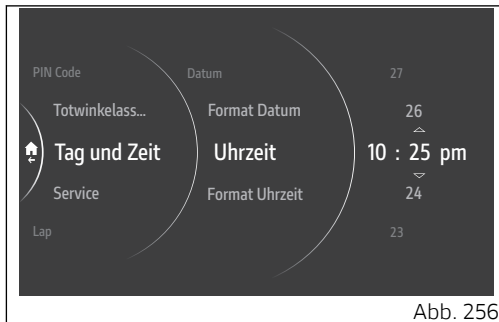 PIN Code Datum 27
Totwinkelass... Format Datum 26
Tag und Zeit Uhrzeit 10 : 25 pm
Service Format Uhrzeit 24
Lap 23
Abb. 256